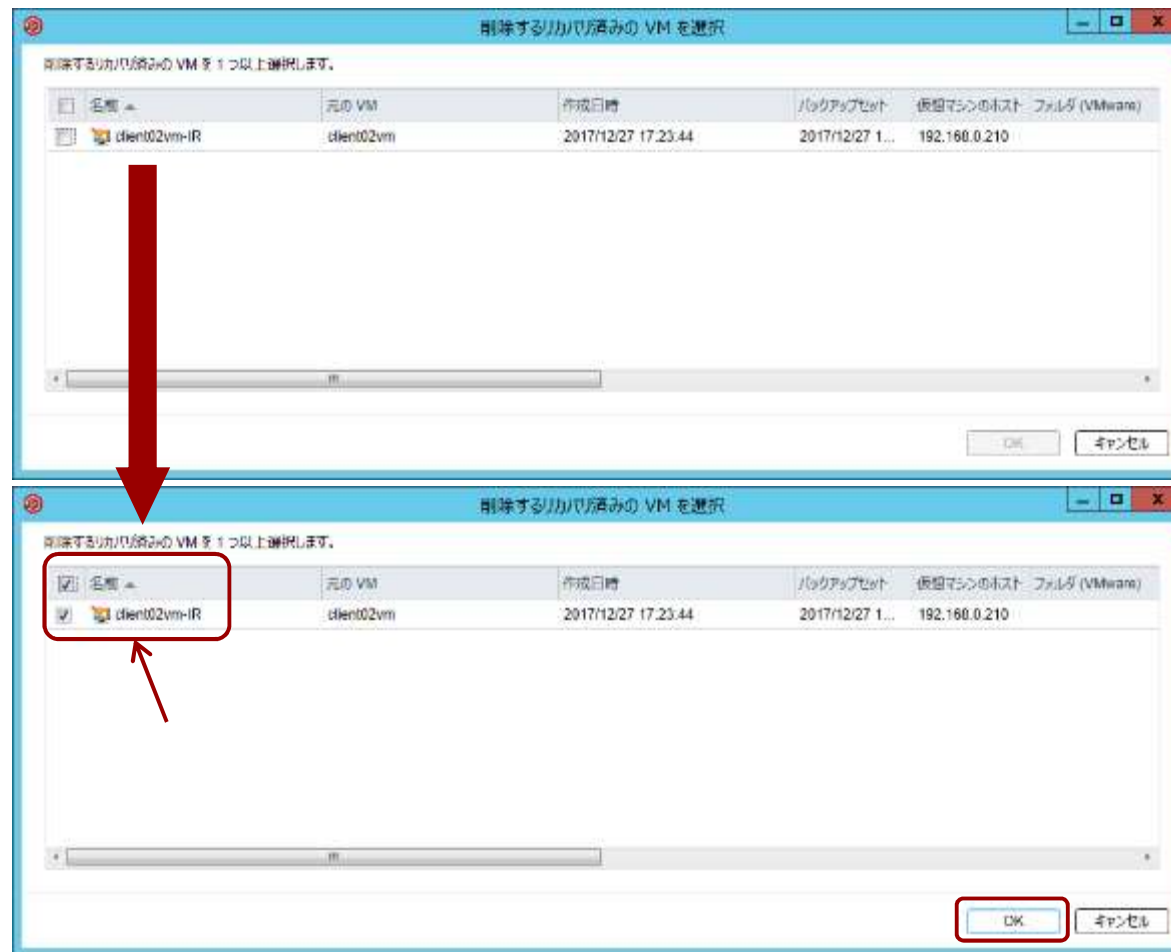 削除するリカバリ済みの VM を選択
削除するリカバリ済みの VM を 1 つ以上選択します。
名前 元の VM 作成日時 バックアップセット 仮想マシンのホスト フォルダ (VMware)
client02vm-IR client02vm 2017/12/27 17:23:44 2017/12/27 1... 192.168.0.210
OK キャンセル
削除するリカバリ済みの VM を選択
削除するリカバリ済みの VM を 1 つ以上選択します。
名前 元の VM 作成日時 バックアップセット 仮想マシンのホスト フォルダ (VMware)
client02vm-IR client02vm 2017/12/27 17:23:44 2017/12/27 1... 192.168.0.210
OK キャンセル